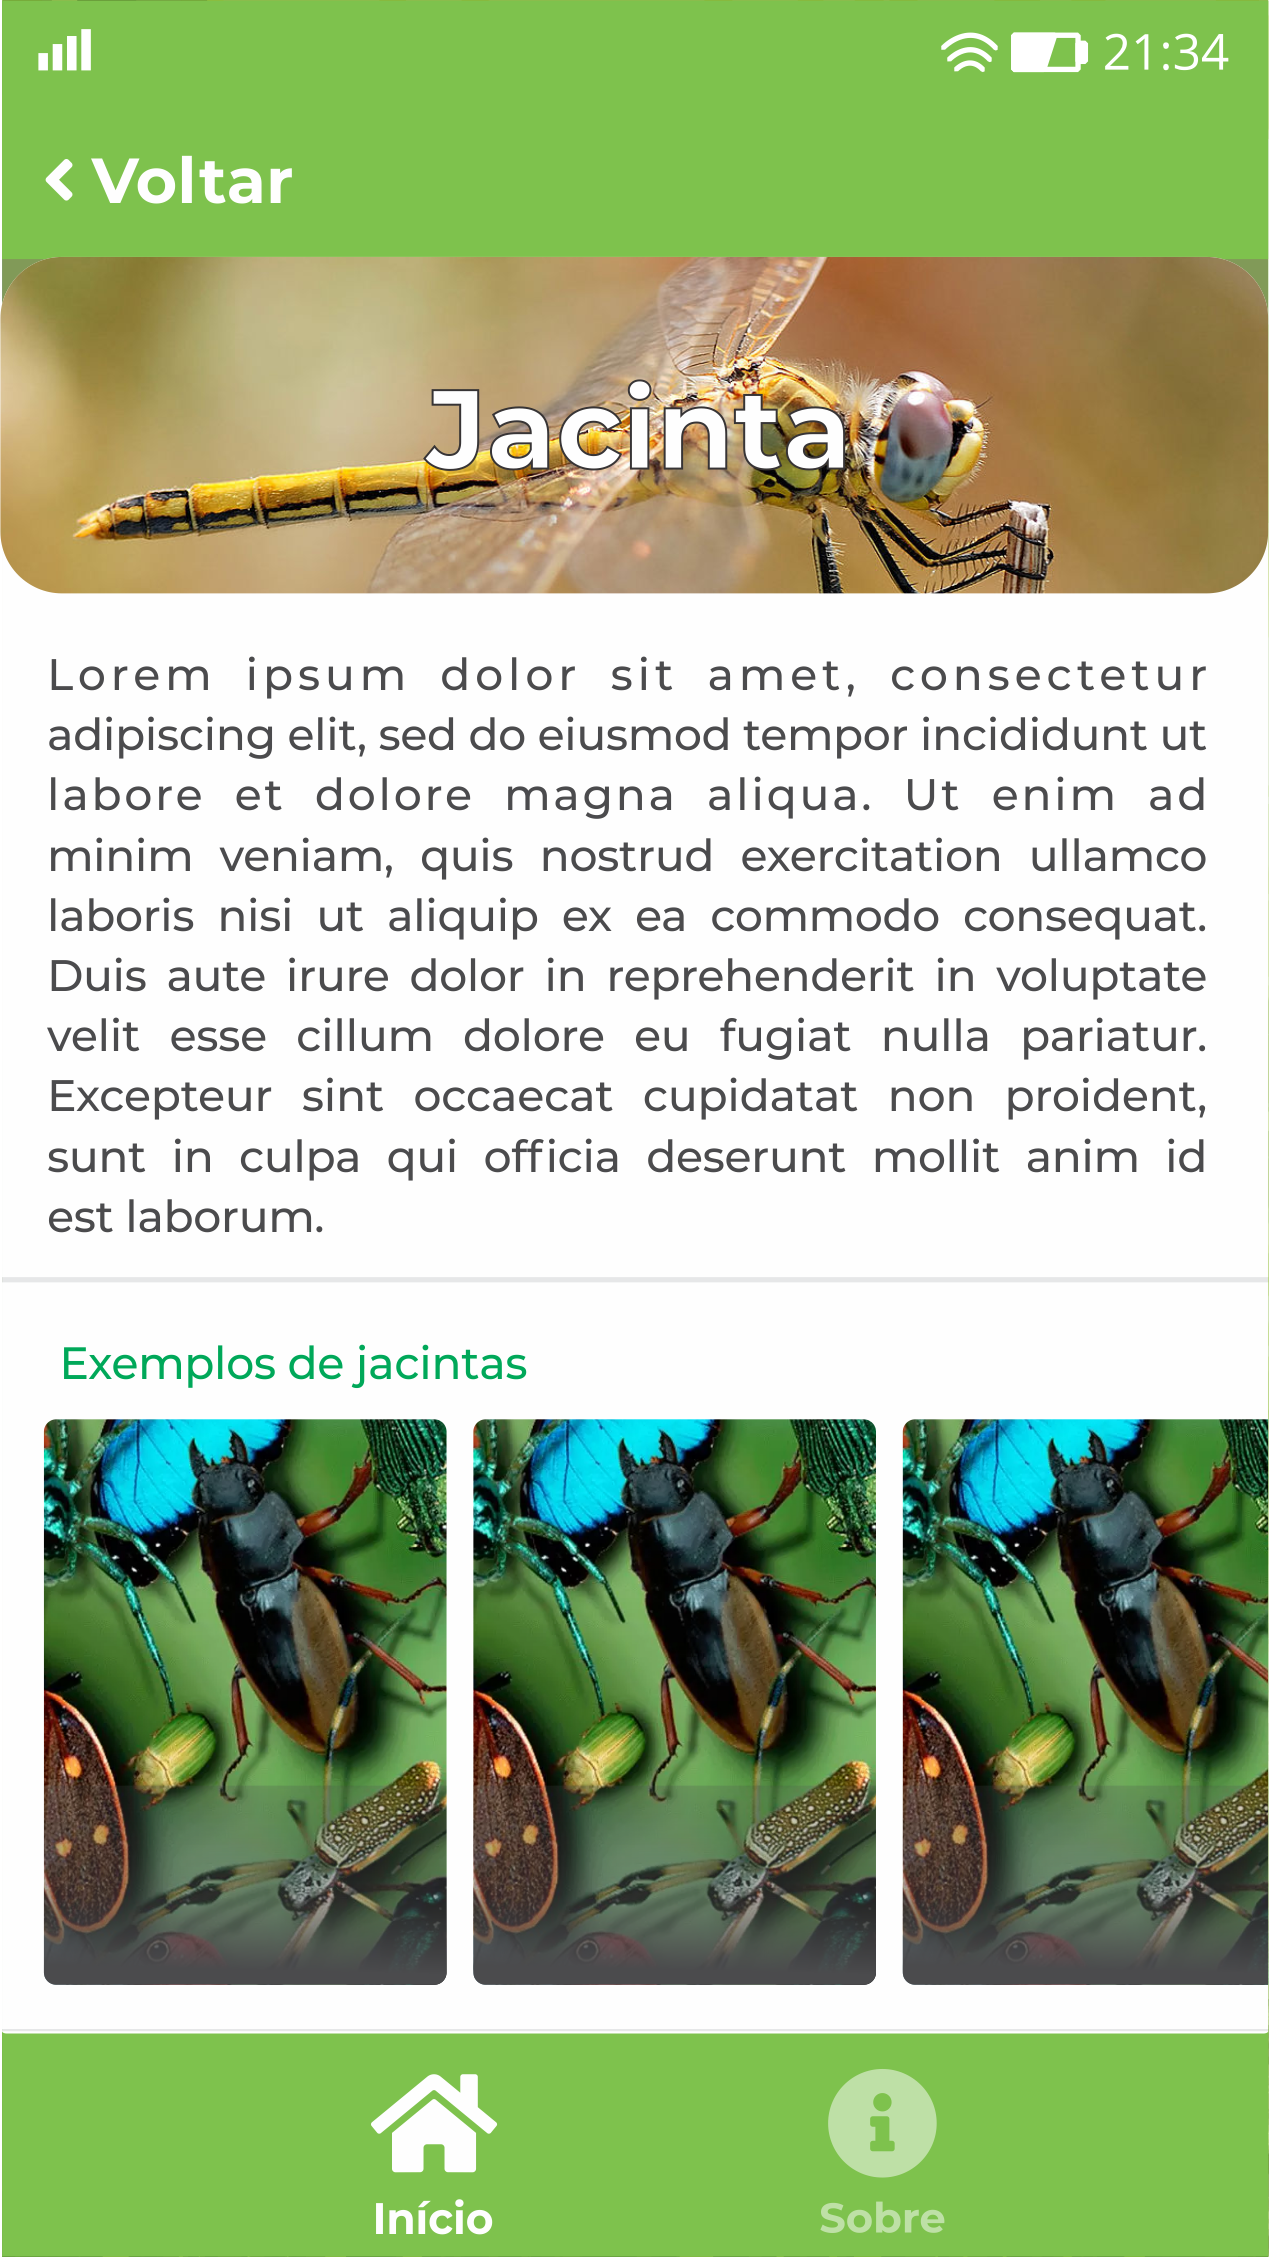 21:34
Voltar
Jacinta
Lorem ipsum dolor sit amet, consectetur
adipiscing elit, sed do eiusmod tempor incididunt ut
labore et dolore magna aliqua. Ut enim ad
minim veniam, quis nostrud exercitation ullamco
laboris nisi ut aliquip ex ea commodo consequat.
Duis aute irure dolor in reprehenderit in voluptate
velit esse cillum dolore eu fugiat nulla pariatur.
Excepteur sint occaecat cupidatat non proident,
sunt in culpa qui officia deserunt mollit anim id
est laborum.
Exemplos de jacintas
Início
Sobre